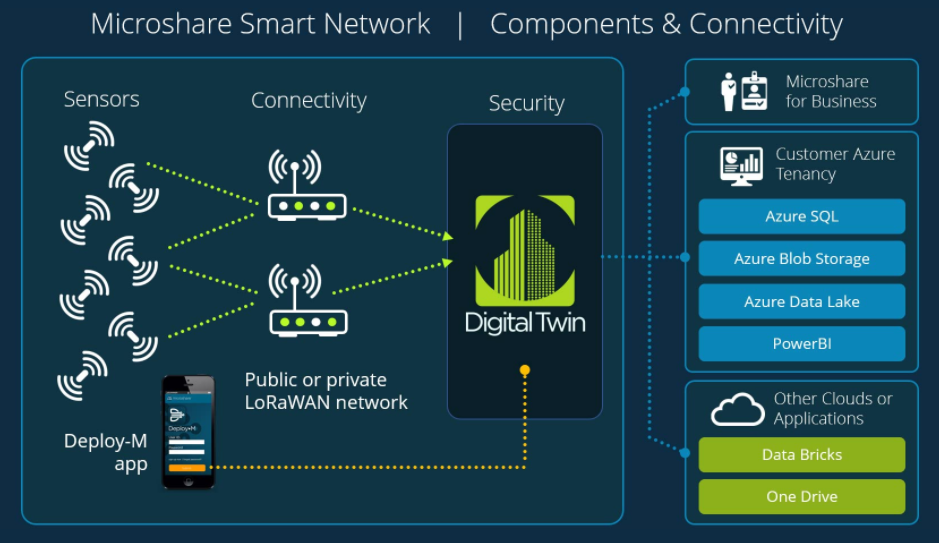 Microshare Smart Network | Components & Connectivity
Sensors
Connectivity
Security
Digital Twin
Public or private
LoRaWAN network
Deploy-M
app
Deploy•M
Microshare
for Business
Customer Azure
Tenancy
Azure SQL
Azure Blob Storage
Azure Data Lake
PowerBI
Other Clouds or
Applications
Data Bricks
One Drive